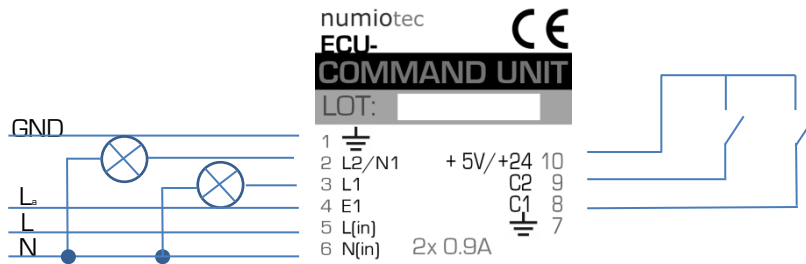 numiotec
CE
ECU-
COMMAND UNIT
LOT:
GND
La
L
N
1
2 L2/N1 + 5V/+24 10
3 L1 C2 9
4 E1 C1 8
5 L(in) 7
6 N(in) 2x 0.9A